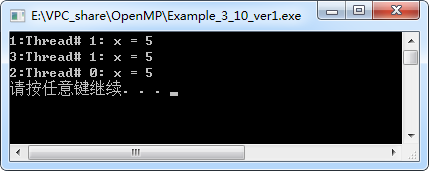 E:\VPC_share\OpenMP\Example_3_10_ver1.exe
1:Thread# 1: x = 5
3:Thread# 1: x = 5
2:Thread# 0: x = 5
请按任意键继续. . .